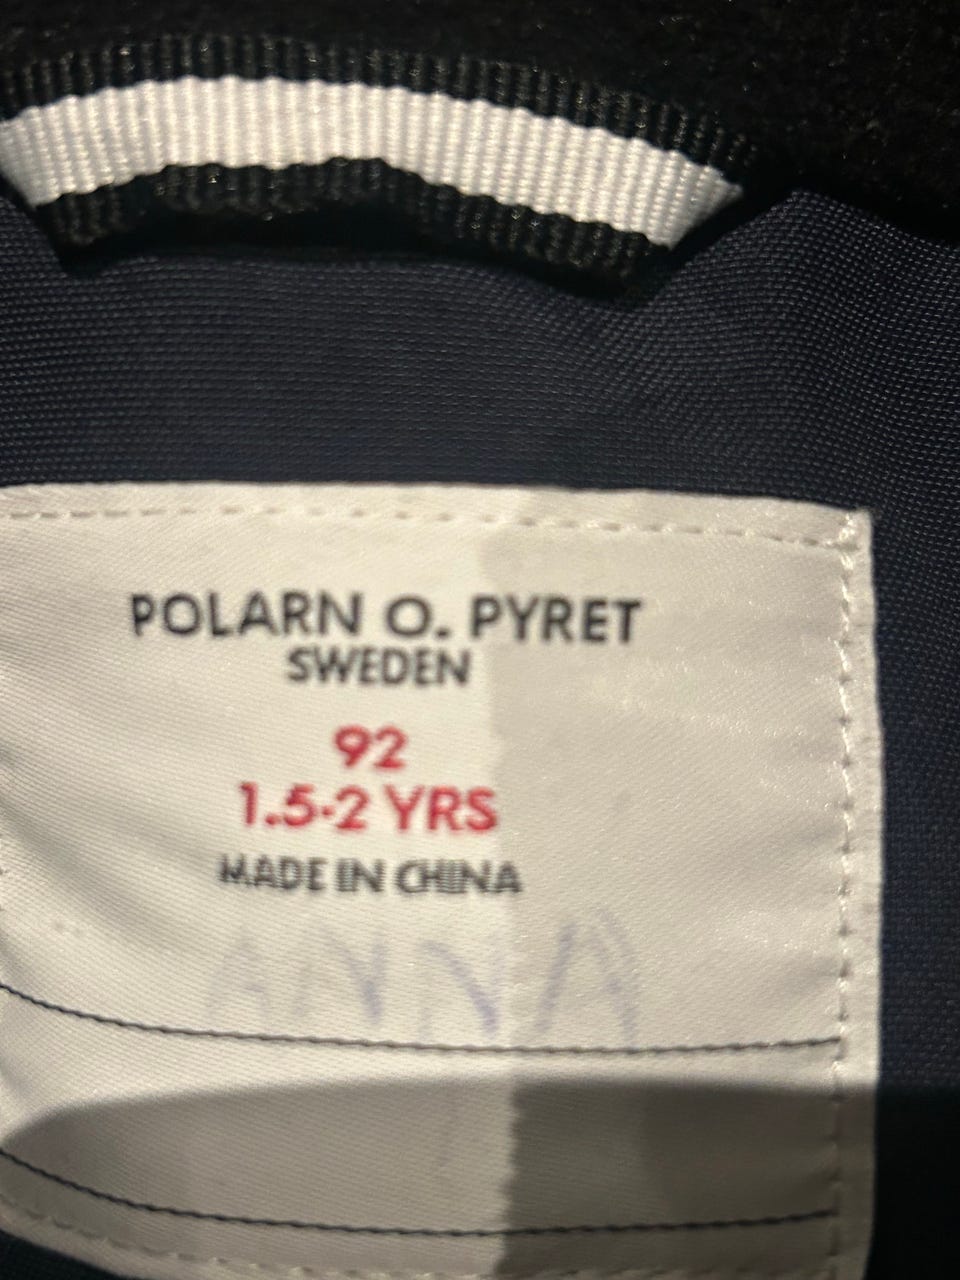 POLARN O. PYRET
SWEDEN
92
1.5-2 YRS
MADE IN CHINA
ANNA